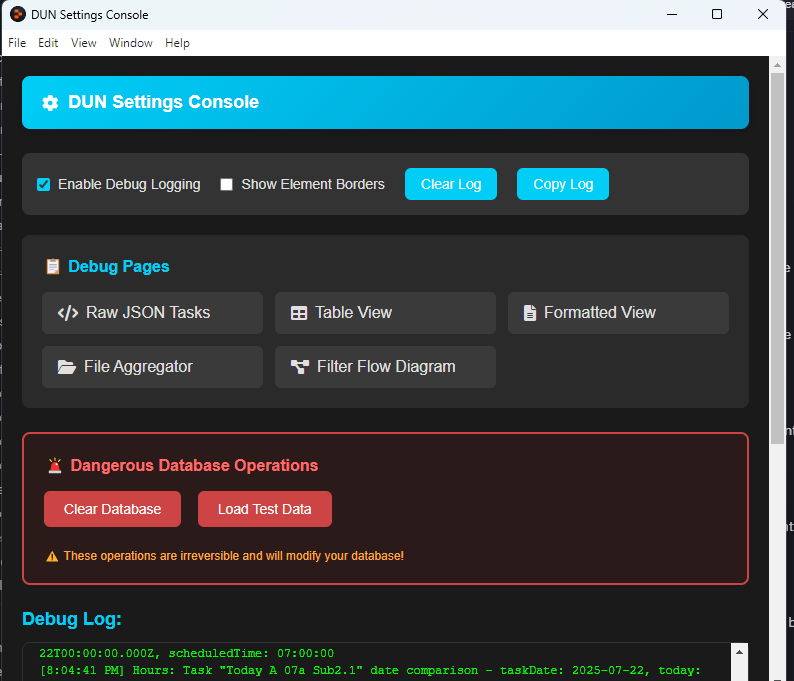 DUN Settings Console
File Edit View Window Help
DUN Settings Console
Enable Debug Logging Show Element Borders Clear Log Copy Log
Debug Pages
Raw JSON Tasks Table View Formatted View
File Aggregator Filter Flow Diagram
Dangerous Database Operations
Clear Database Load Test Data
These operations are irreversible and will modify your database!
Debug Log:
22T00:00:00.000Z, scheduledTime: 07:00:00
[8:04:41 PM] Hours: Task "Today A 07a Sub2.1" date comparison - taskDate: 2025-07-22, today: